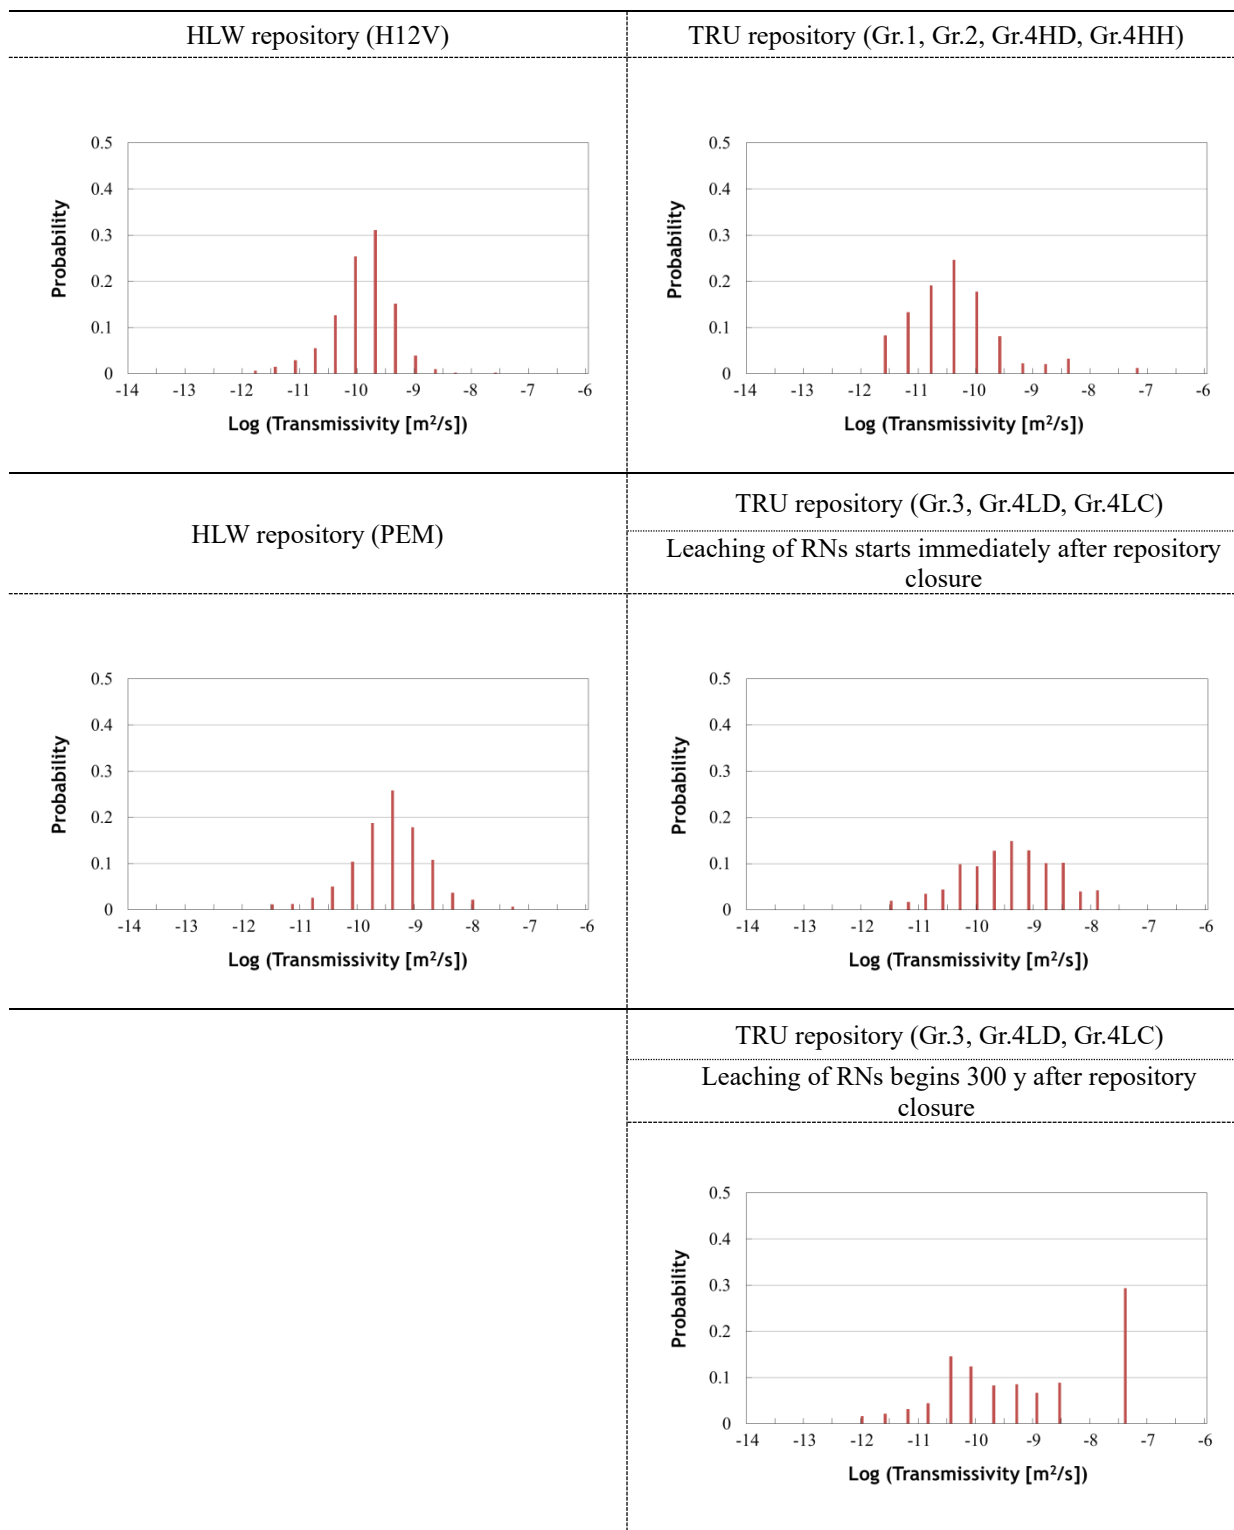 HLW repository (H12V)
TRU repository (Gr.1, Gr.2, Gr.4HD, Gr.4HH)
0.5
0.4
0.3
0.2
0.1
0
Probability
-14 -13 -12 -11 -10 -9 -8 -7 -6
Log (Transmissivity [m²/s])
0.5
0.4
0.3
0.2
0.1
0
Probability
-14 -13 -12 -11 -10 -9 -8 -7 -6
Log (Transmissivity [m²/s])
HLW repository (PEM)
TRU repository (Gr.3, Gr.4LD, Gr.4LC)
Leaching of RNs starts immediately after repository
closure
0.5
0.4
0.3
0.2
0.1
0
Probability
-14 -13 -12 -11 -10 -9 -8 -7 -6
Log (Transmissivity [m²/s])
0.5
0.4
0.3
0.2
0.1
0
Probability
-14 -13 -12 -11 -10 -9 -8 -7 -6
Log (Transmissivity [m²/s])
TRU repository (Gr.3, Gr.4LD, Gr.4LC)
Leaching of RNs begins 300 y after repository
closure
0.5
0.4
0.3
0.2
0.1
0
Probability
-14 -13 -12 -11 -10 -9 -8 -7 -6
Log (Transmissivity [m²/s])